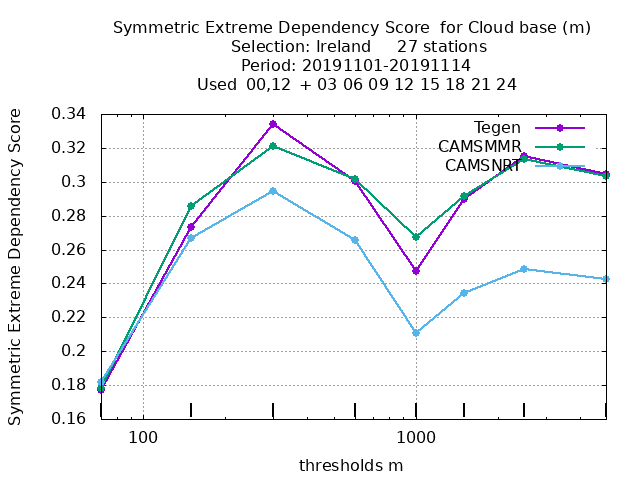 Symmetric Extreme Dependency Score  for Cloud base (m)
Selection: Ireland     27 stations
Period: 20191101-20191114
Used  00,12  + 03 06 09 12 15 18 21 24
Symmetric Extreme Dependency Score
0.34
0.32
0.3
0.28
0.26
0.24
0.22
0.2
0.18
0.16
Tegen
CAMSMMR
CAMSNRT
100
1000
thresholds m